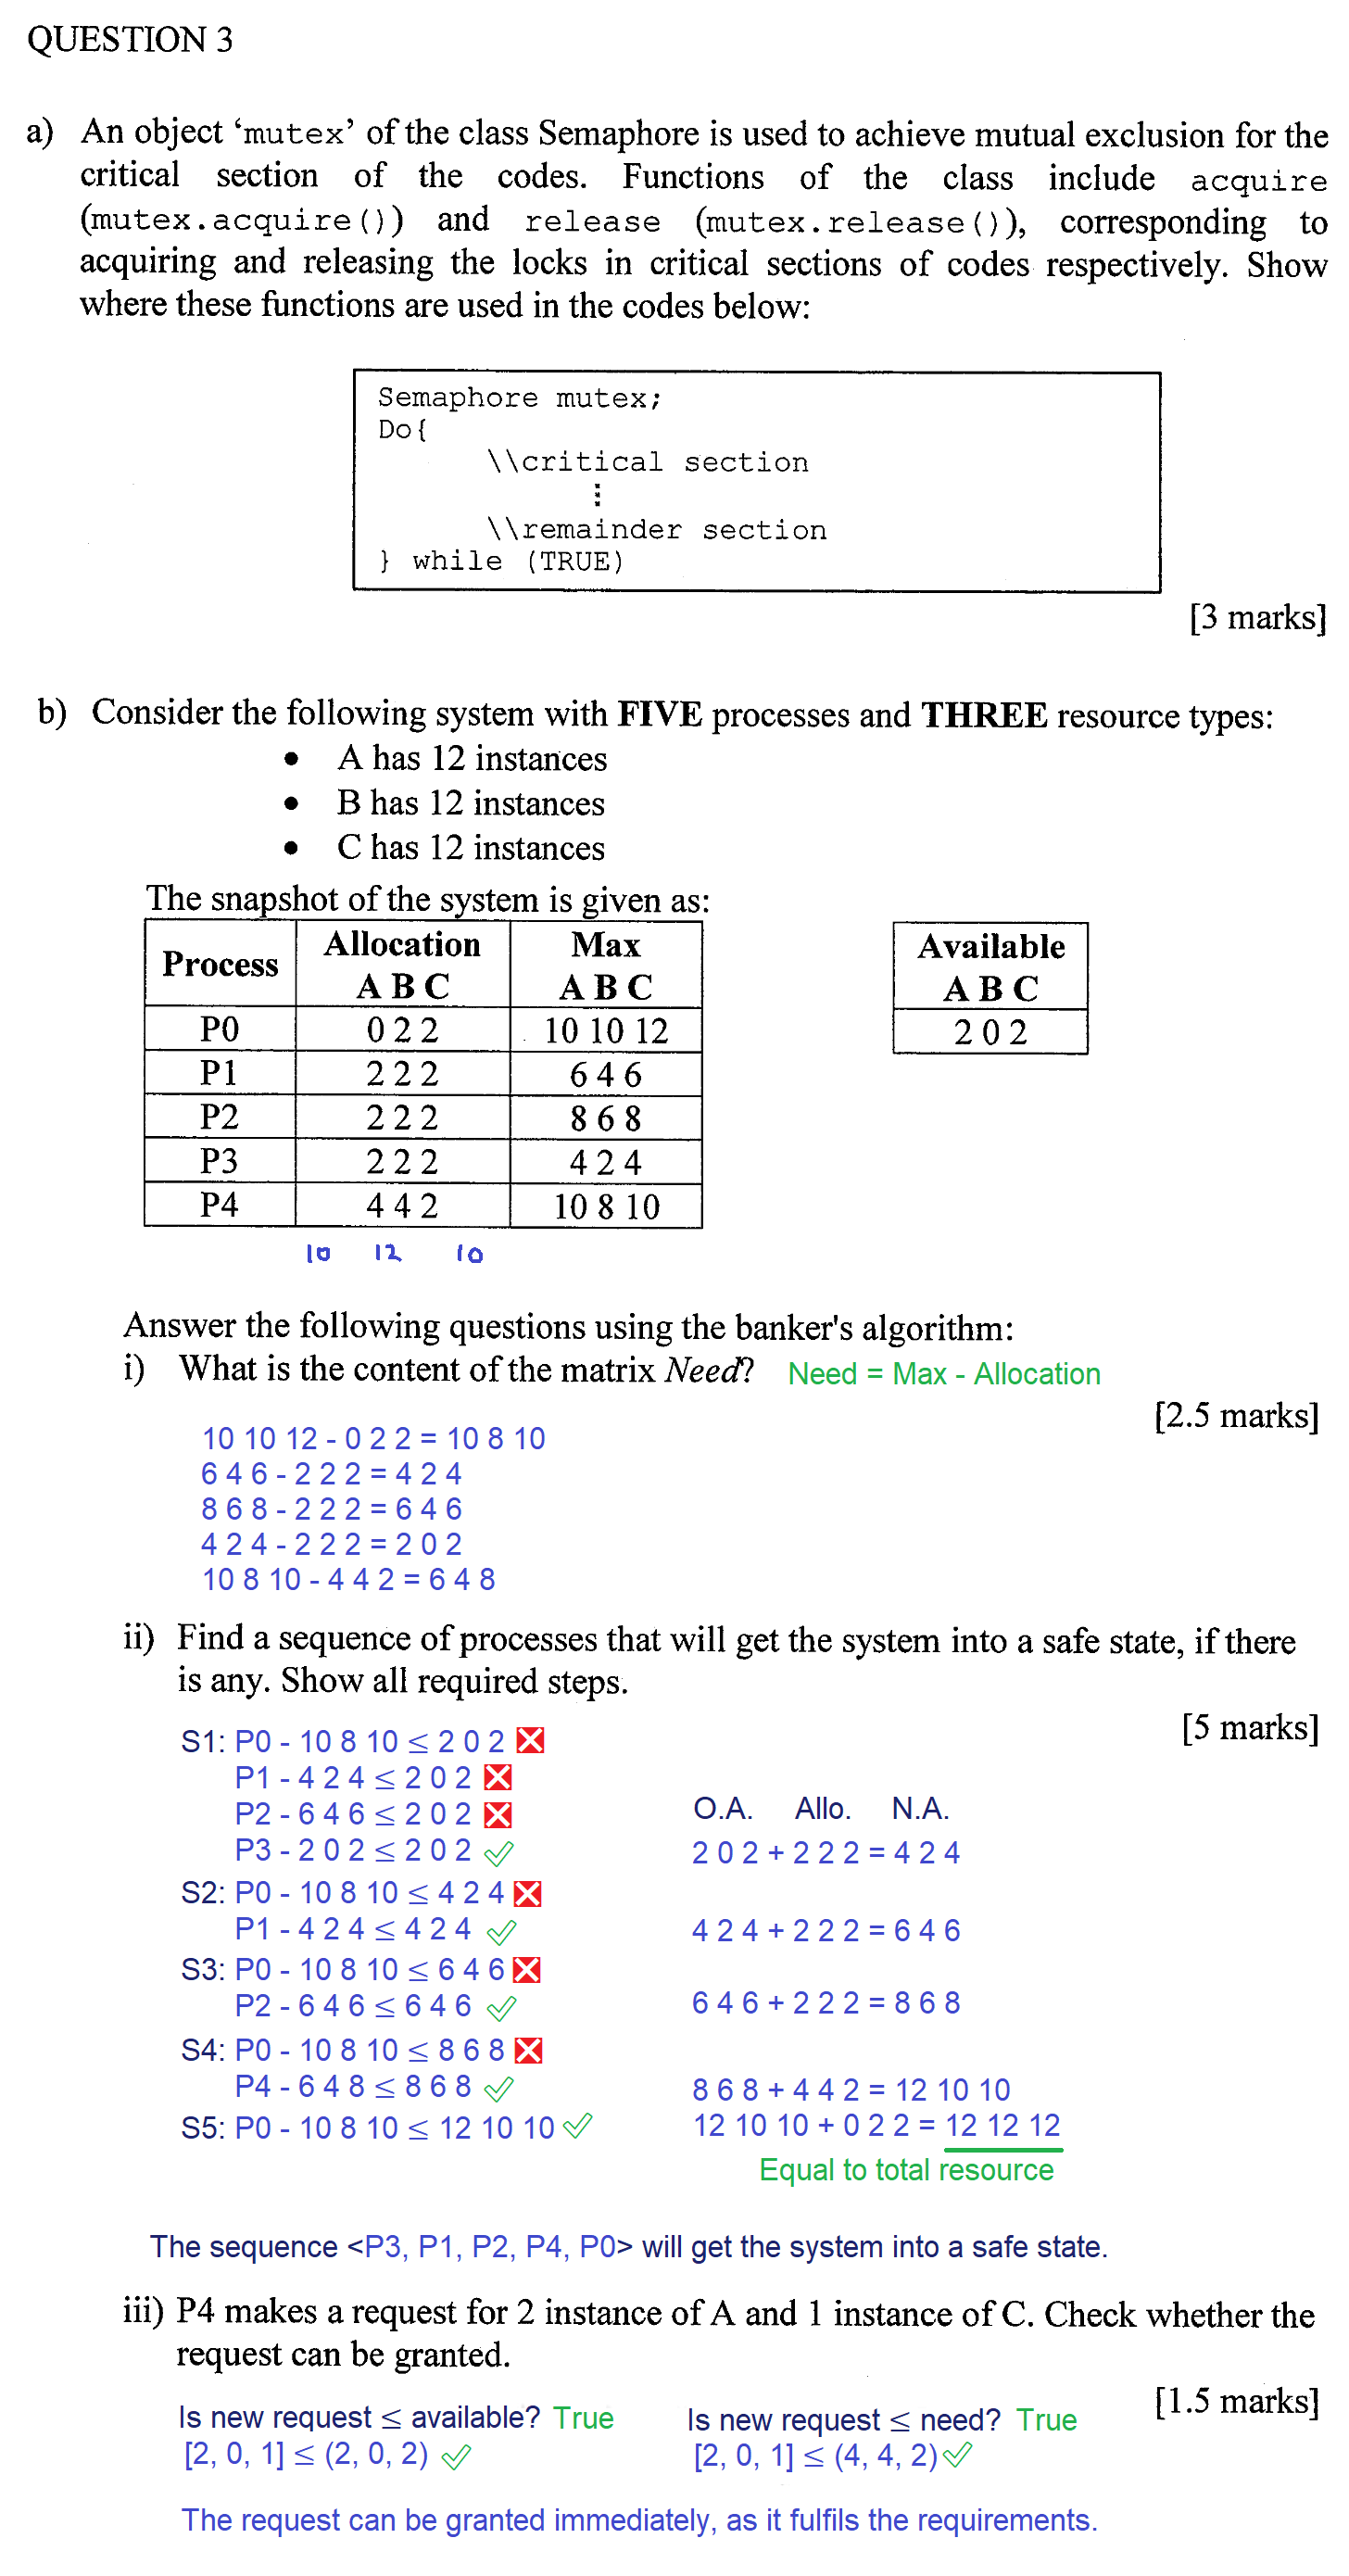 QUESTION 3
a) An object ‘mutex’ of the class Semaphore is used to achieve mutual exclusion for the
critical section of the codes. Functions of the class include acquire
(mutex.acquire()) and release (mutex.release()), corresponding to
acquiring and releasing the locks in critical sections of codes respectively. Show
where these functions are used in the codes below:
Semaphore mutex;
Do{
\\critical section
⋮
\\remainder section
} while (TRUE)
[3 marks]
b) Consider the following system with FIVE processes and THREE resource types:
• A has 12 instances
• B has 12 instances
• C has 12 instances
The snapshot of the system is given as:
Process Allocation Max Available
A B C A B C A B C
P0 0 2 2 10 10 12 2 0 2
P1 2 2 2 6 4 6
P2 2 2 2 8 6 8
P3 2 2 2 4 2 4
P4 4 4 2 10 8 10
10 12 10
Answer the following questions using the banker's algorithm:
i) What is the content of the matrix Need? Need = Max - Allocation
[2.5 marks]
10 10 12 - 0 2 2 = 10 8 10
6 4 6 - 2 2 2 = 4 2 4
8 6 8 - 2 2 2 = 6 4 6
4 2 4 - 2 2 2 = 2 0 2
10 8 10 - 4 4 2 = 6 4 8
ii) Find a sequence of processes that will get the system into a safe state, if there
is any. Show all required steps.
[5 marks]
S1: P0 - 10 8 10 ≤ 2 0 2 ❎
P1 - 4 2 4 ≤ 2 0 2 ❎
P2 - 6 4 6 ≤ 2 0 2 ❎ O.A. Allo. N.A.
P3 - 2 0 2 ≤ 2 0 2 ✓ 2 0 2 + 2 2 2 = 4 2 4
S2: P0 - 10 8 10 ≤ 4 2 4 ❎
P1 - 4 2 4 ≤ 4 2 4 ✓ 4 2 4 + 2 2 2 = 6 4 6
S3: P0 - 10 8 10 ≤ 6 4 6 ❎
P2 - 6 4 6 ≤ 6 4 6 ✓ 6 4 6 + 2 2 2 = 8 6 8
S4: P0 - 10 8 10 ≤ 8 6 8 ❎
P4 - 6 4 8 ≤ 8 6 8 ✓ 8 6 8 + 4 4 2 = 12 10 10
S5: P0 - 10 8 10 ≤ 12 10 10 ✓ 12 10 10 + 0 2 2 = 12 12 12
Equal to total resource
The sequence <P3, P1, P2, P4, P0> will get the system into a safe state.
iii) P4 makes a request for 2 instance of A and 1 instance of C. Check whether the
request can be granted.
[1.5 marks]
Is new request ≤ available? True Is new request ≤ need? True
[2, 0, 1] ≤ (2, 0, 2) ✓ [2, 0, 1] ≤ (4, 4, 2) ✓
The request can be granted immediately, as it fulfils the requirements.